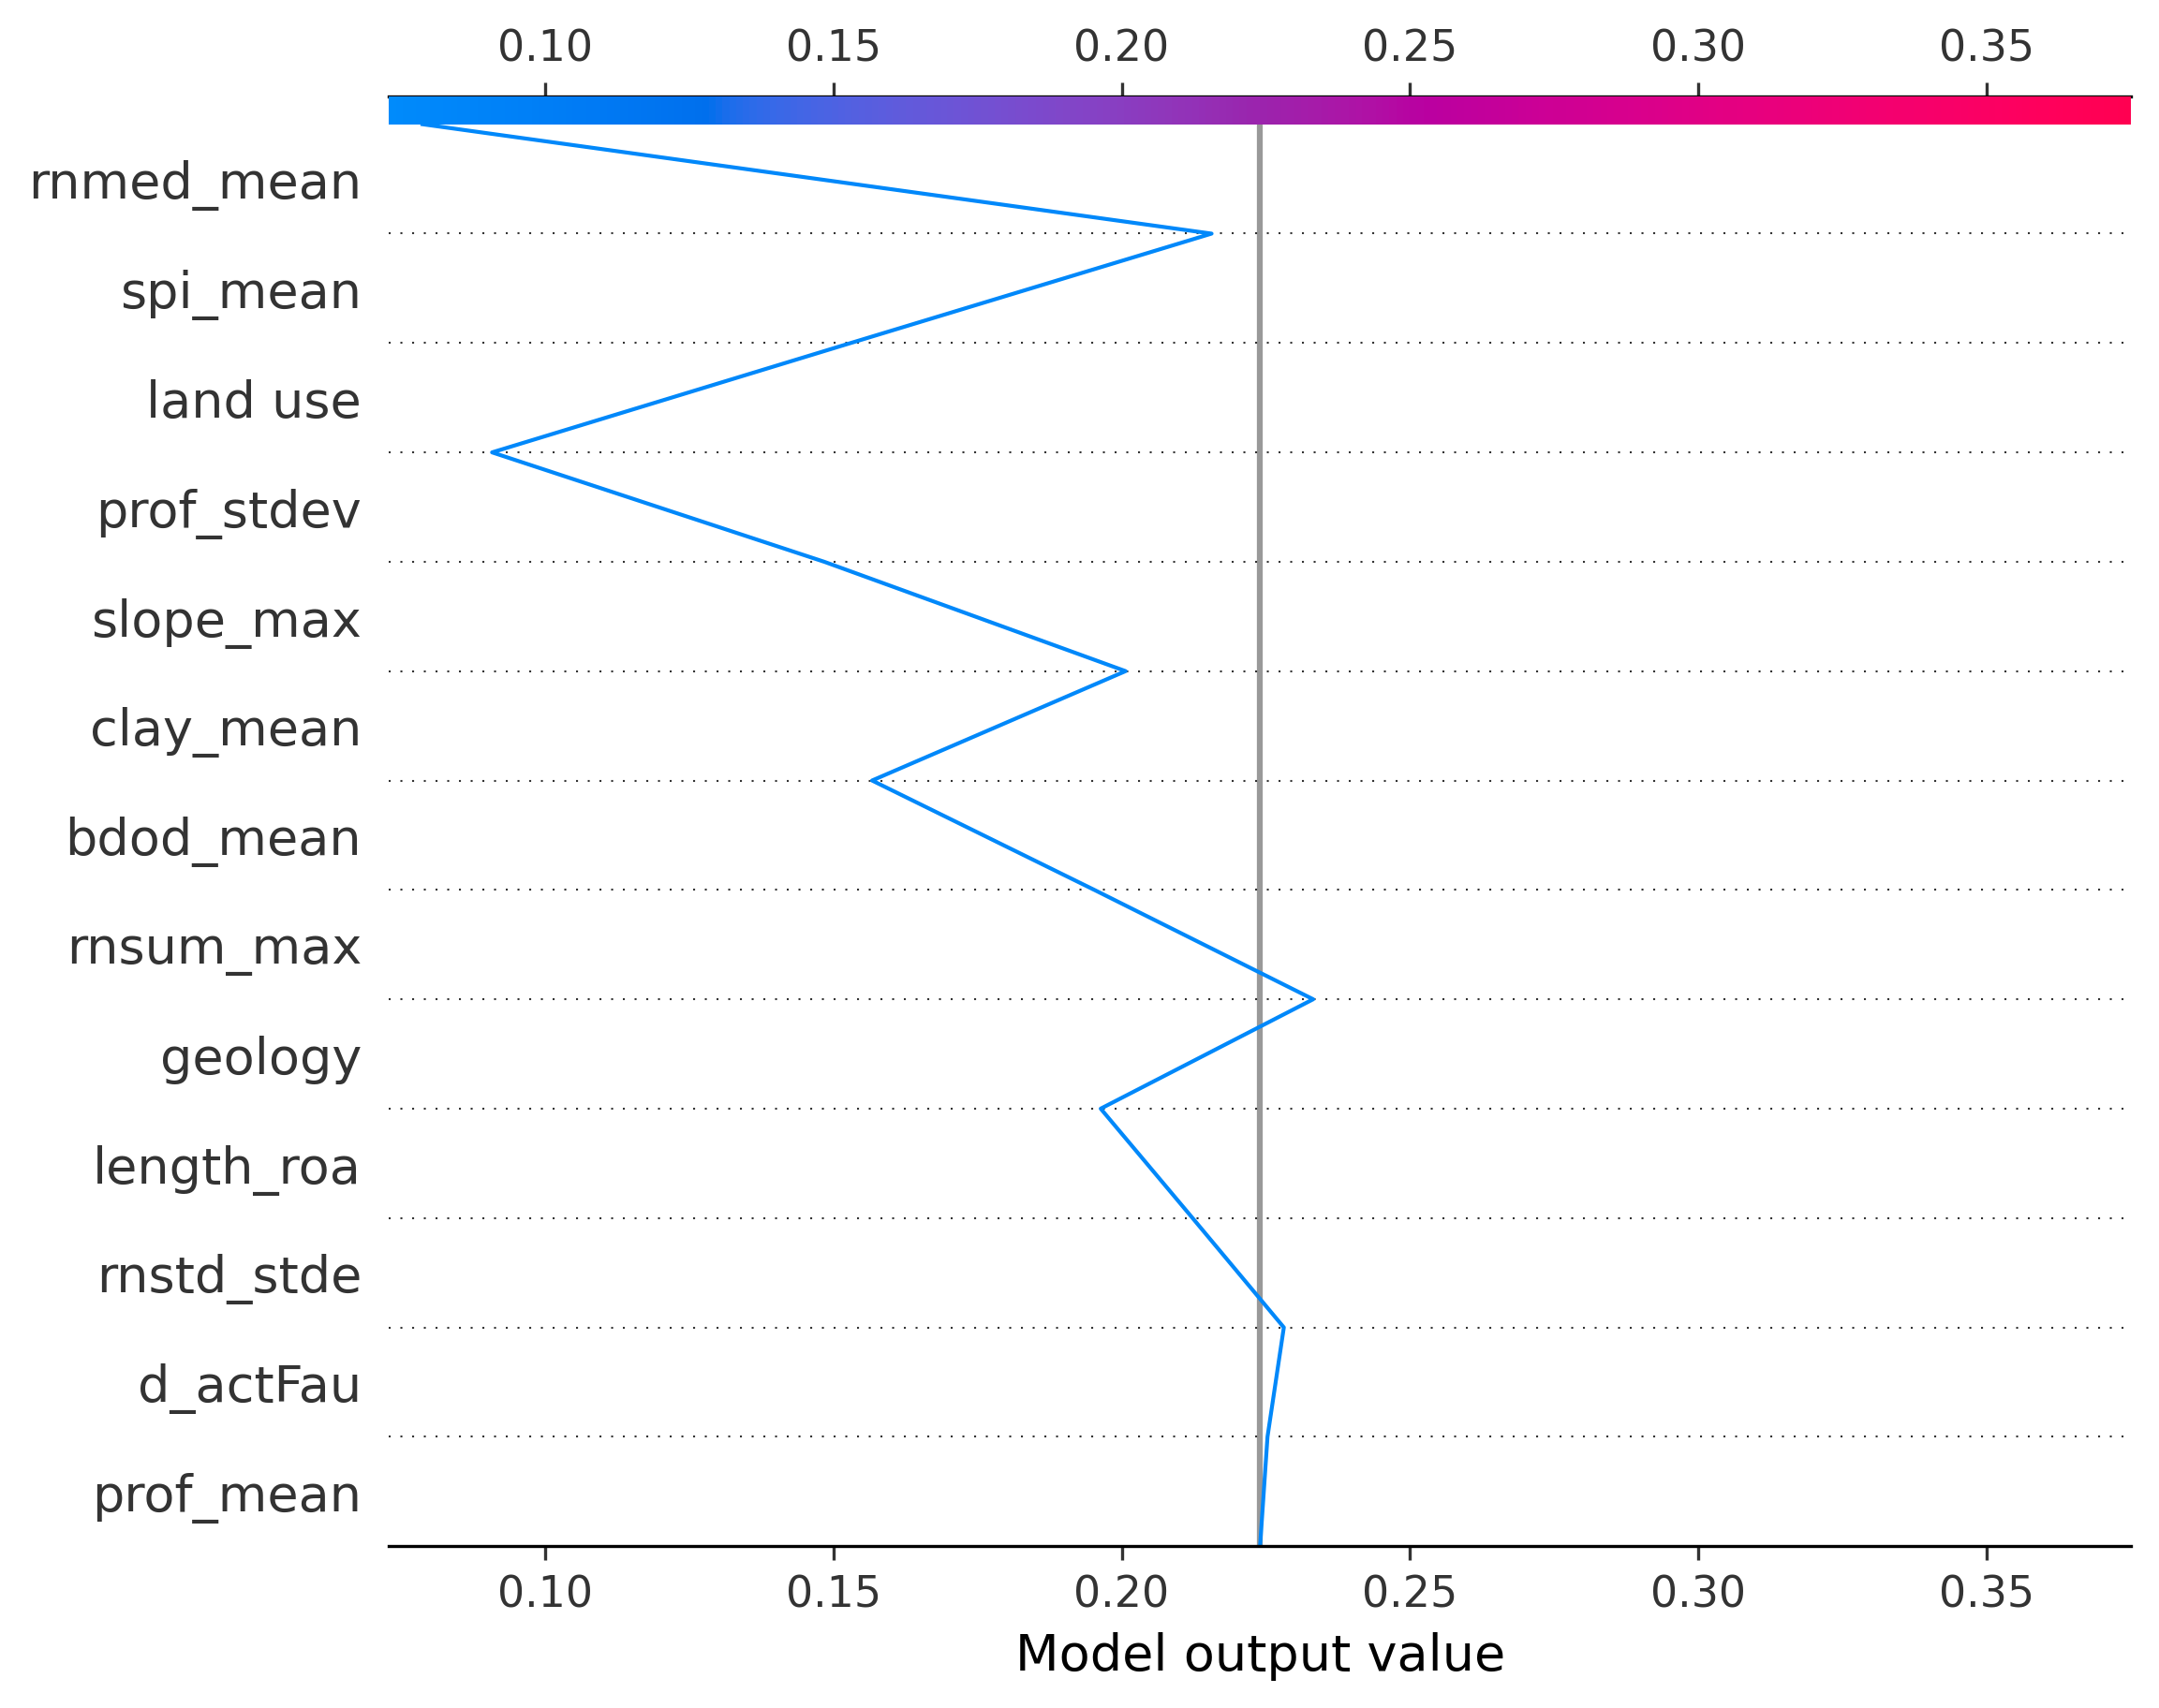 0.10 0.15 0.20 0.25 0.30 0.35
rnmed_mean
spi_mean
land use
prof_stdev
slope_max
clay_mean
bdod_mean
rnsum_max
geology
length_roa
rnstd_stde
d_actFau
prof_mean
0.10 0.15 0.20 0.25 0.30 0.35
Model output value